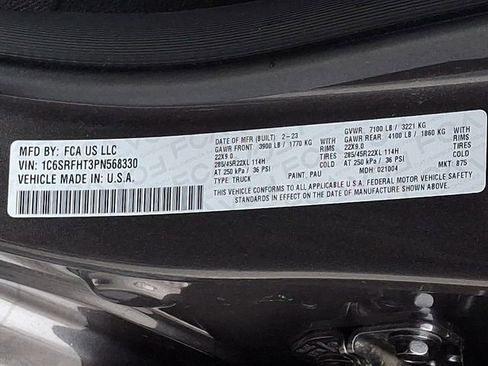 MFD BY: FCA US LLC
VIN: 1C6SRFHT3PN568330
VEHICLE MADE IN: U.S.A.
DATE OF MFR (BUILT): 2-23
GAWR FRONT 3900 LB / 1770 KG
22X9.0 TIRES
285/45R22XL 114H COLD
AT 250 kPa / 36 PSI
TYPE: TRUCK PAINT: PAU
GVWR 7100 LB / 3221 KG
GAWR REAR 4100 LB / 1860 KG
22X9.0 TIRES
285/45R22XL 114H COLD
AT 250 kPa / 36 PSI
MDH: 021004 MKT: 875
THIS VEHICLE CONFORMS TO ALL APPLICABLE U.S.A. FEDERAL MOTOR VEHICLE SAFETY
STANDARDS IN EFFECT ON THE DATE OF MANUFACTURE SHOWN ABOVE